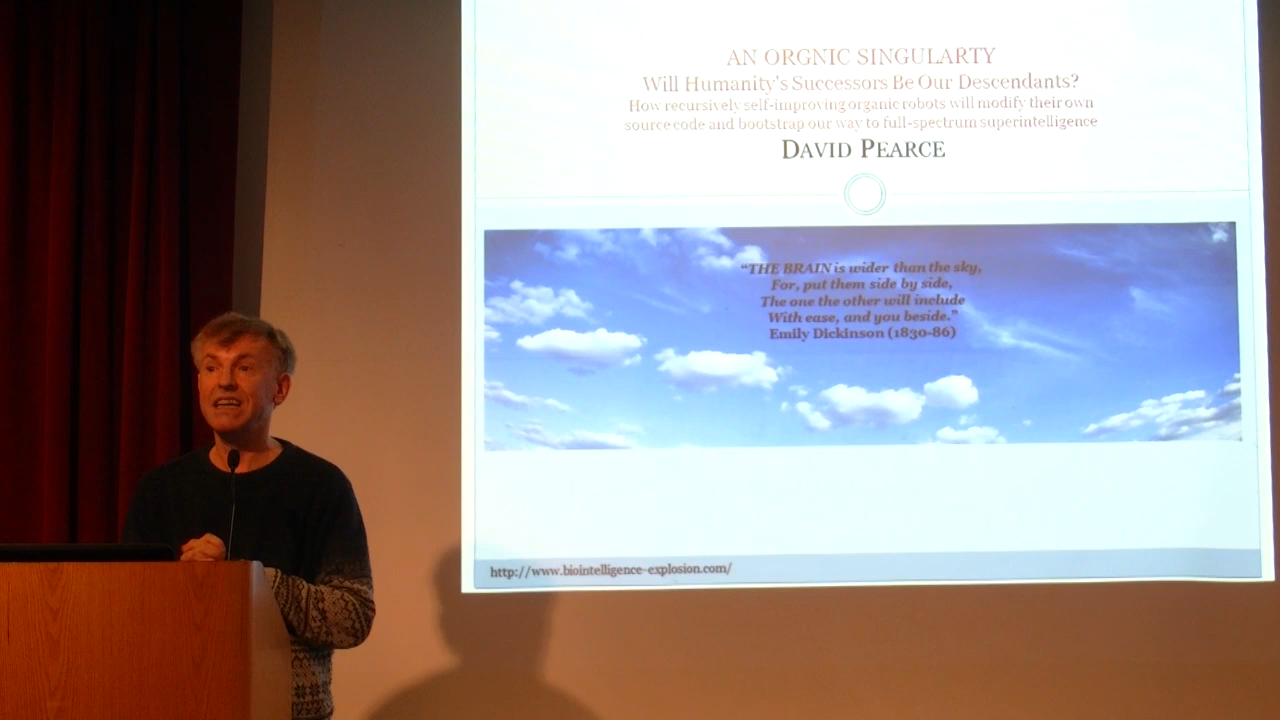 AN ORGNIC SINGULARTY
Will Humanity's Successors Be Our Descendants?
How recursively self-improving organic robots will modify their own
source code and bootstrap our way to full-spectrum superintelligence
DAVID PEARCE
“THE BRAIN is wider than the sky,
For, put them side by side,
The one the other will include
With ease, and you beside.”
Emily Dickinson (1830-86)
http://www.biointelligence-explosion.com/